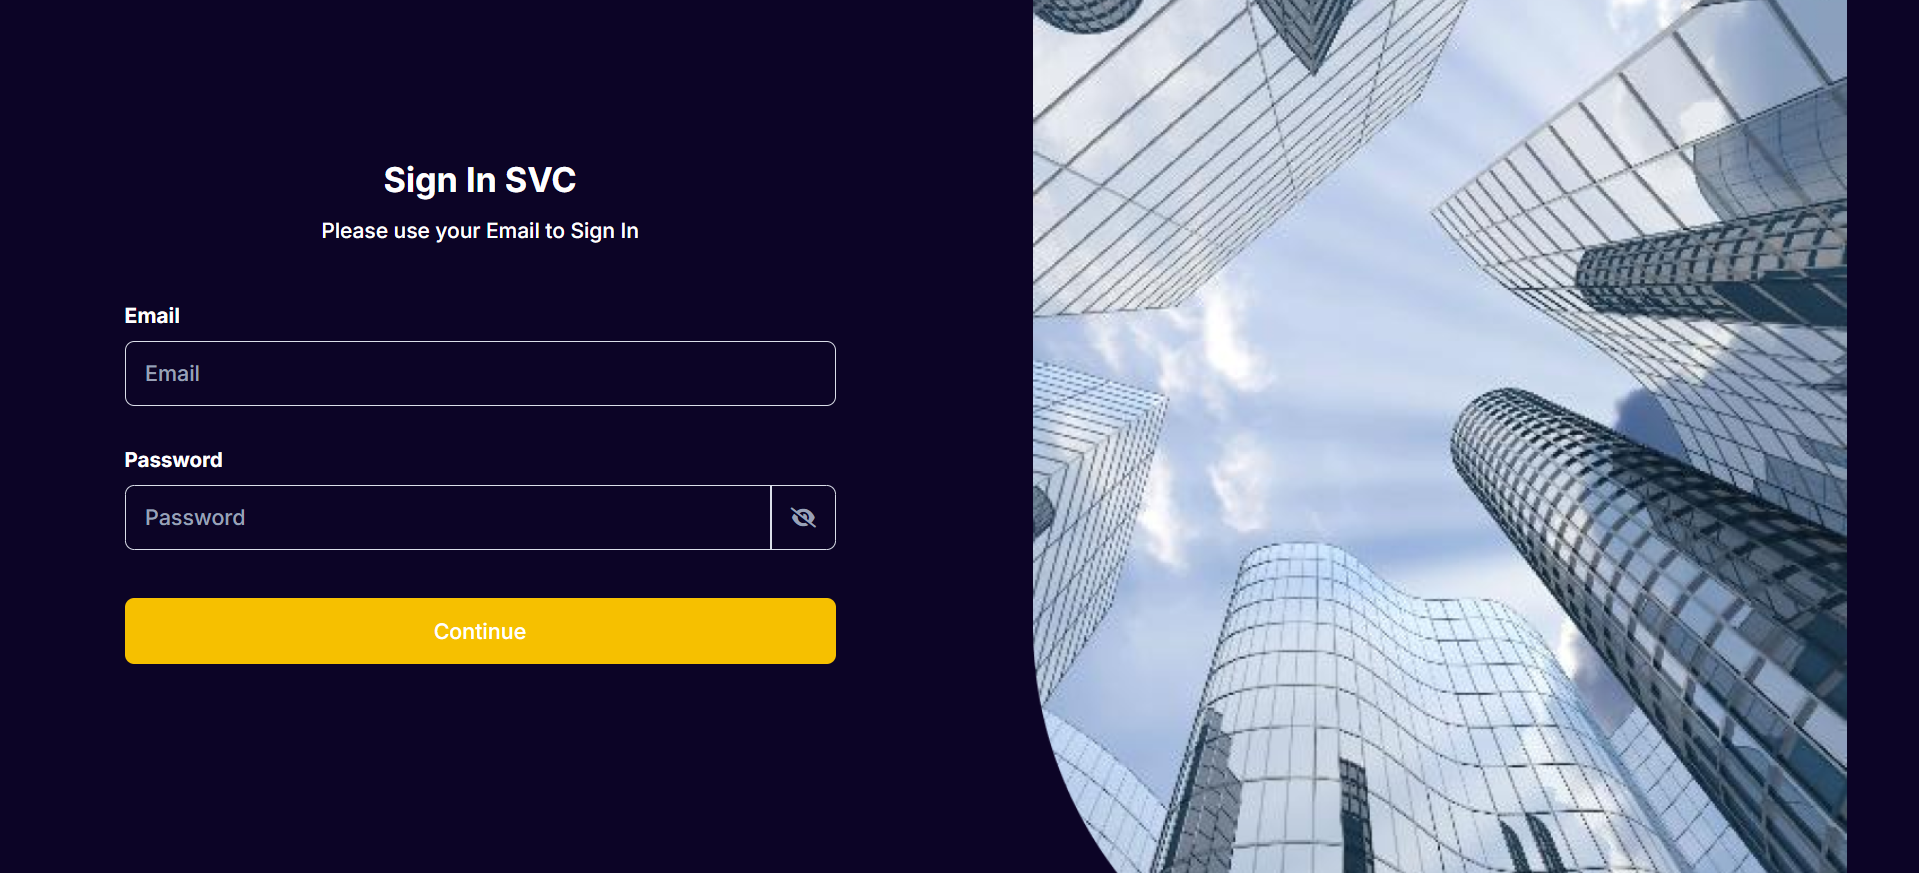 Sign In SVC
Please use your Email to Sign In
Email
Email
Password
Password
Continue